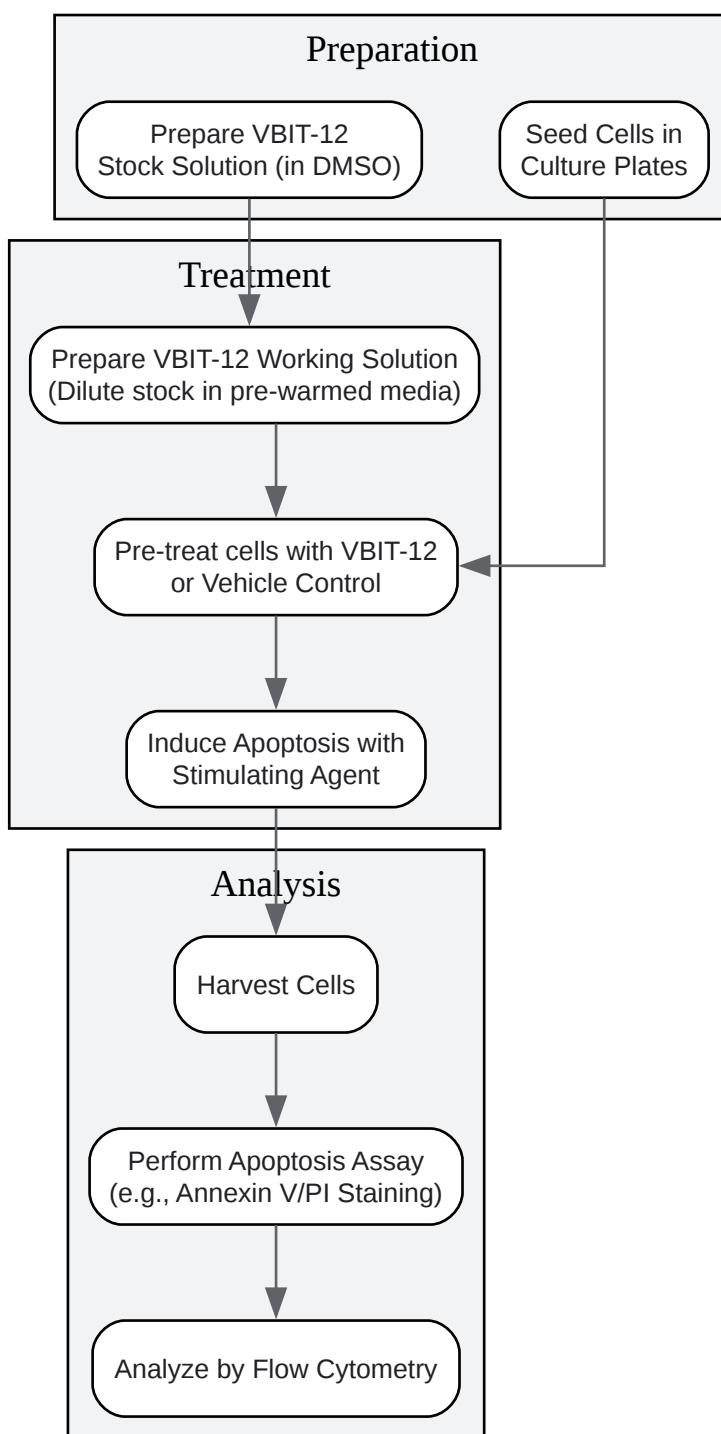 Preparation
Prepare VBIT-12
Stock Solution (in DMSO)
Seed Cells in
Culture Plates
Treatment
Prepare VBIT-12 Working Solution
(Dilute stock in pre-warmed media)
Pre-treat cells with VBIT-12
or Vehicle Control
Induce Apoptosis with
Stimulating Agent
Analysis
Harvest Cells
Perform Apoptosis Assay
(e.g., Annexin V/PI Staining)
Analyze by Flow Cytometry